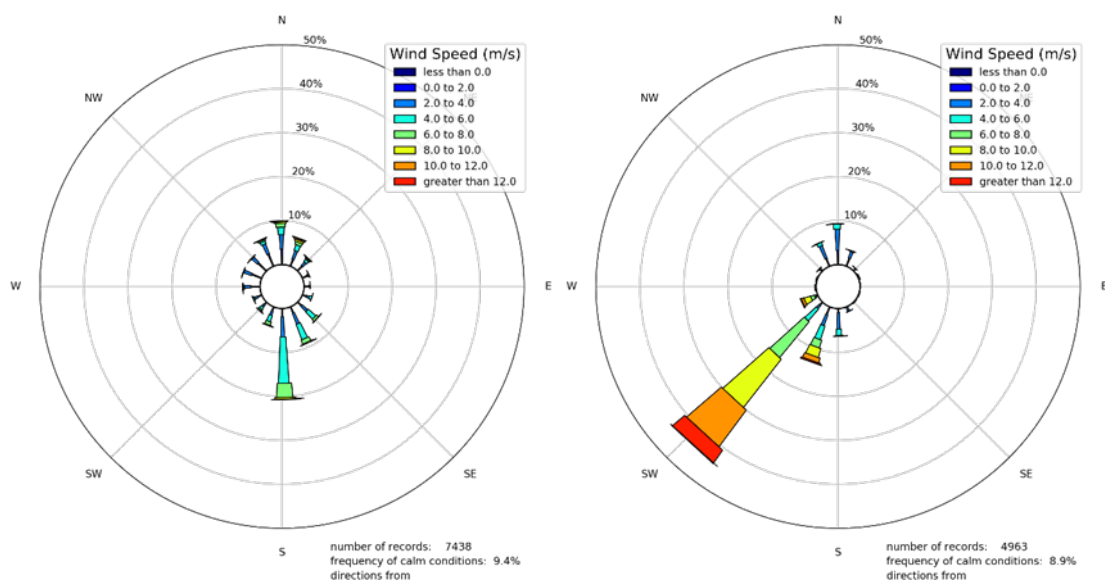 N
50%
40%
30%
20%
10%
NW
NE
W
E
SW
SE
S
Wind Speed (m/s)
less than 0.0
0.0 to 2.0
2.0 to 4.0
4.0 to 6.0
6.0 to 8.0
8.0 to 10.0
10.0 to 12.0
greater than 12.0
number of records: 7438
frequency of calm conditions: 9.4%
directions from
N
50%
40%
30%
20%
10%
NW
NE
W
E
SW
SE
S
Wind Speed (m/s)
less than 0.0
0.0 to 2.0
2.0 to 4.0
4.0 to 6.0
6.0 to 8.0
8.0 to 10.0
10.0 to 12.0
greater than 12.0
number of records: 4963
frequency of calm conditions: 8.9%
directions from